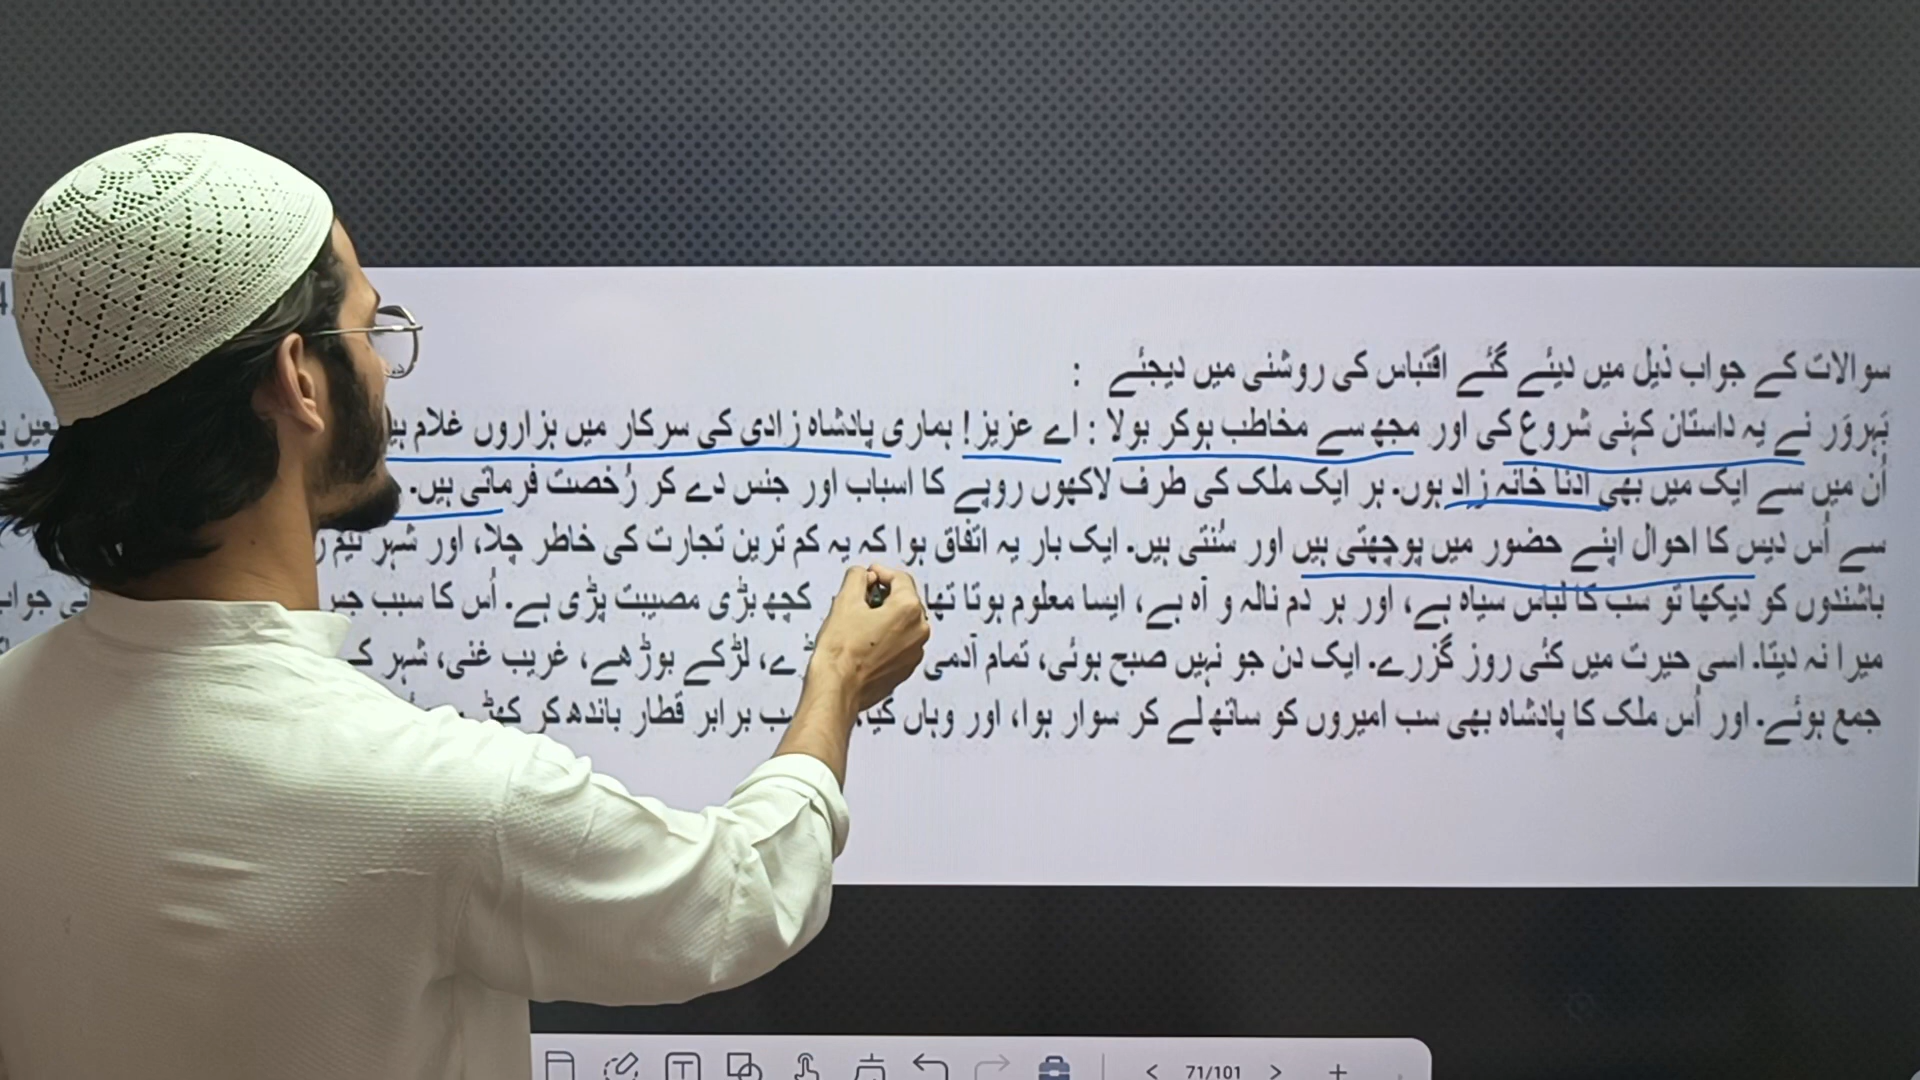 سوالات کے جواب ذیل میں دیئے گئے اقتباس کی روشنی میں دیجئے :
بَہروَر نے یہ داستان کہنی شروع کی اور مجھ سے مخاطب ہوکر بولا : اے عزیز! ہماری پادشاہ زادی کی سرکار میں ہزاروں غلام
اُن میں سے ایک میں بھی ادنا خانہ زاد ہوں۔ ہر ایک ملک کی طرف لاکھوں روپے کا اسباب اور جنس دے کر رُخصت فرماتی ہیں۔
سے اُس دیس کا احوال اپنے حضور میں پوچھتی ہیں اور سُنتی ہیں۔ ایک بار یہ اتفاق ہوا کہ یہ کم ترین تجارت کی خاطر چلا، اور شہر نیم
باشندوں کو دیکھا تو سب کا لباس سیاہ ہے، اور ہر دم نالہ و آہ ہے، ایسا معلوم ہوتا تھا کچھ بڑی مصیبت پڑی ہے۔ اُس کا سبب جواب
میرا نہ دیتا۔ اسی حیرت میں کئی روز گزرے۔ ایک دن جو نہیں صبح ہوئی، تمام آدمی لڑکے بوڑھے، غریب غنی، شہر
جمع ہوئے۔ اور اُس ملک کا پادشاہ بھی سب امیروں کو ساتھ لے کر سوار ہوا، اور وہاں گیا، برابر قطار باندھ کر
71/101